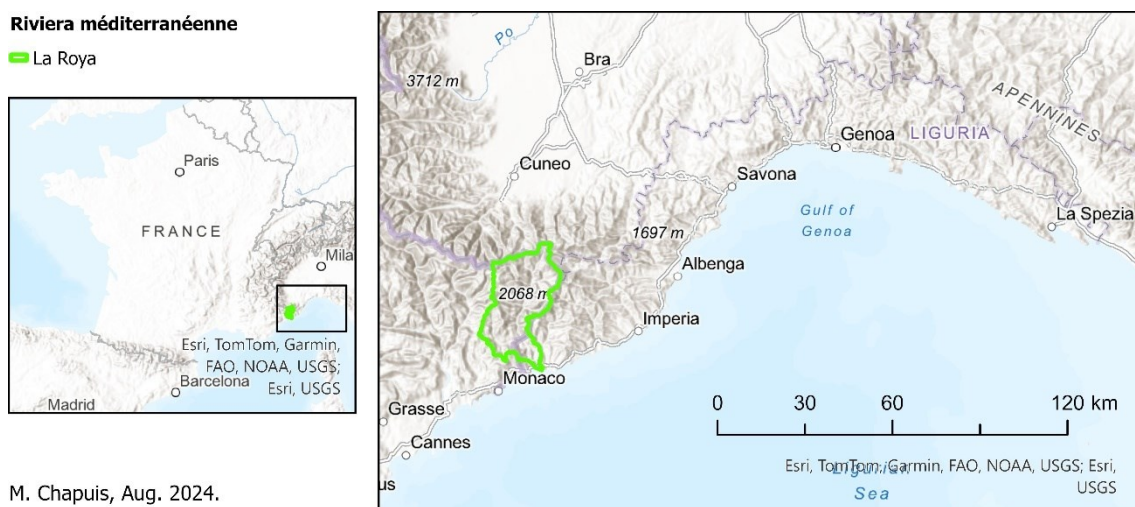 Riviera méditerranéenne
La Roya
Paris
FRANCE
Mila
Esri, TomTom, Garmin,
FAO, NOAA, USGS;
Esri, USGS
Barcelona
Madrid
M. Chapuis, Aug. 2024.
Po
Bra
3712 m
APENNINES
Genoa
LIGURIA
Cuneo
Savona
Gulf of
Genoa
La Spezia
1697 m
Albenga
2068 m
Imperia
Monaco
Grasse
Cannes
us
0 30 60 120 km
Esri, TomTom, Garmin, FAO, NOAA, USGS; Esri,
USGS
Ligurian
Sea